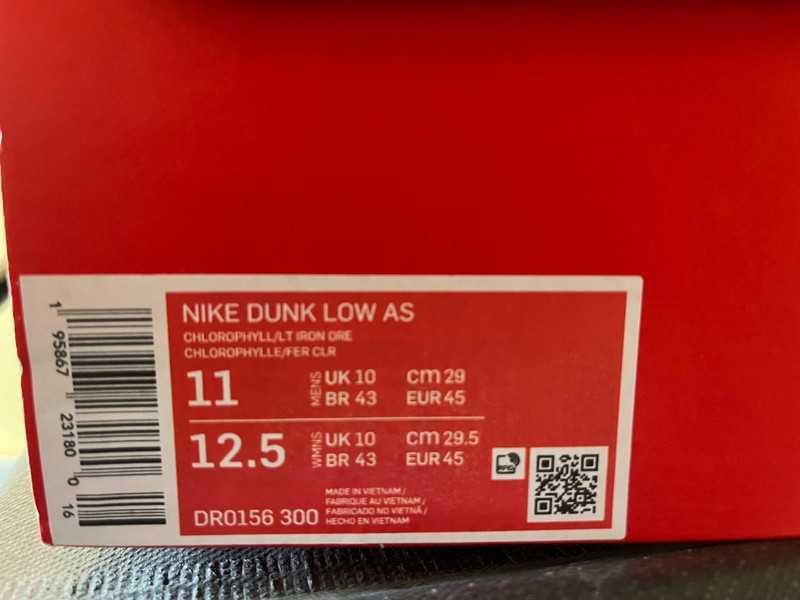 NIKE DUNK LOW AS
CHLOROPHYLL/LT IRON ORE
CHLOROPHYLLE/FER CLR
11 MENS UK 10 cm 29
BR 43 EUR 45
12.5 WMNS UK 10 cm 29.5
BR 43 EUR 45
DR0156 300
MADE IN VIETNAM /
FABRIQUE AU VIETNAM /
FABRICADO NO VIETNÃ /
HECHO EN VIETNAM
1 95867 23180 0 16